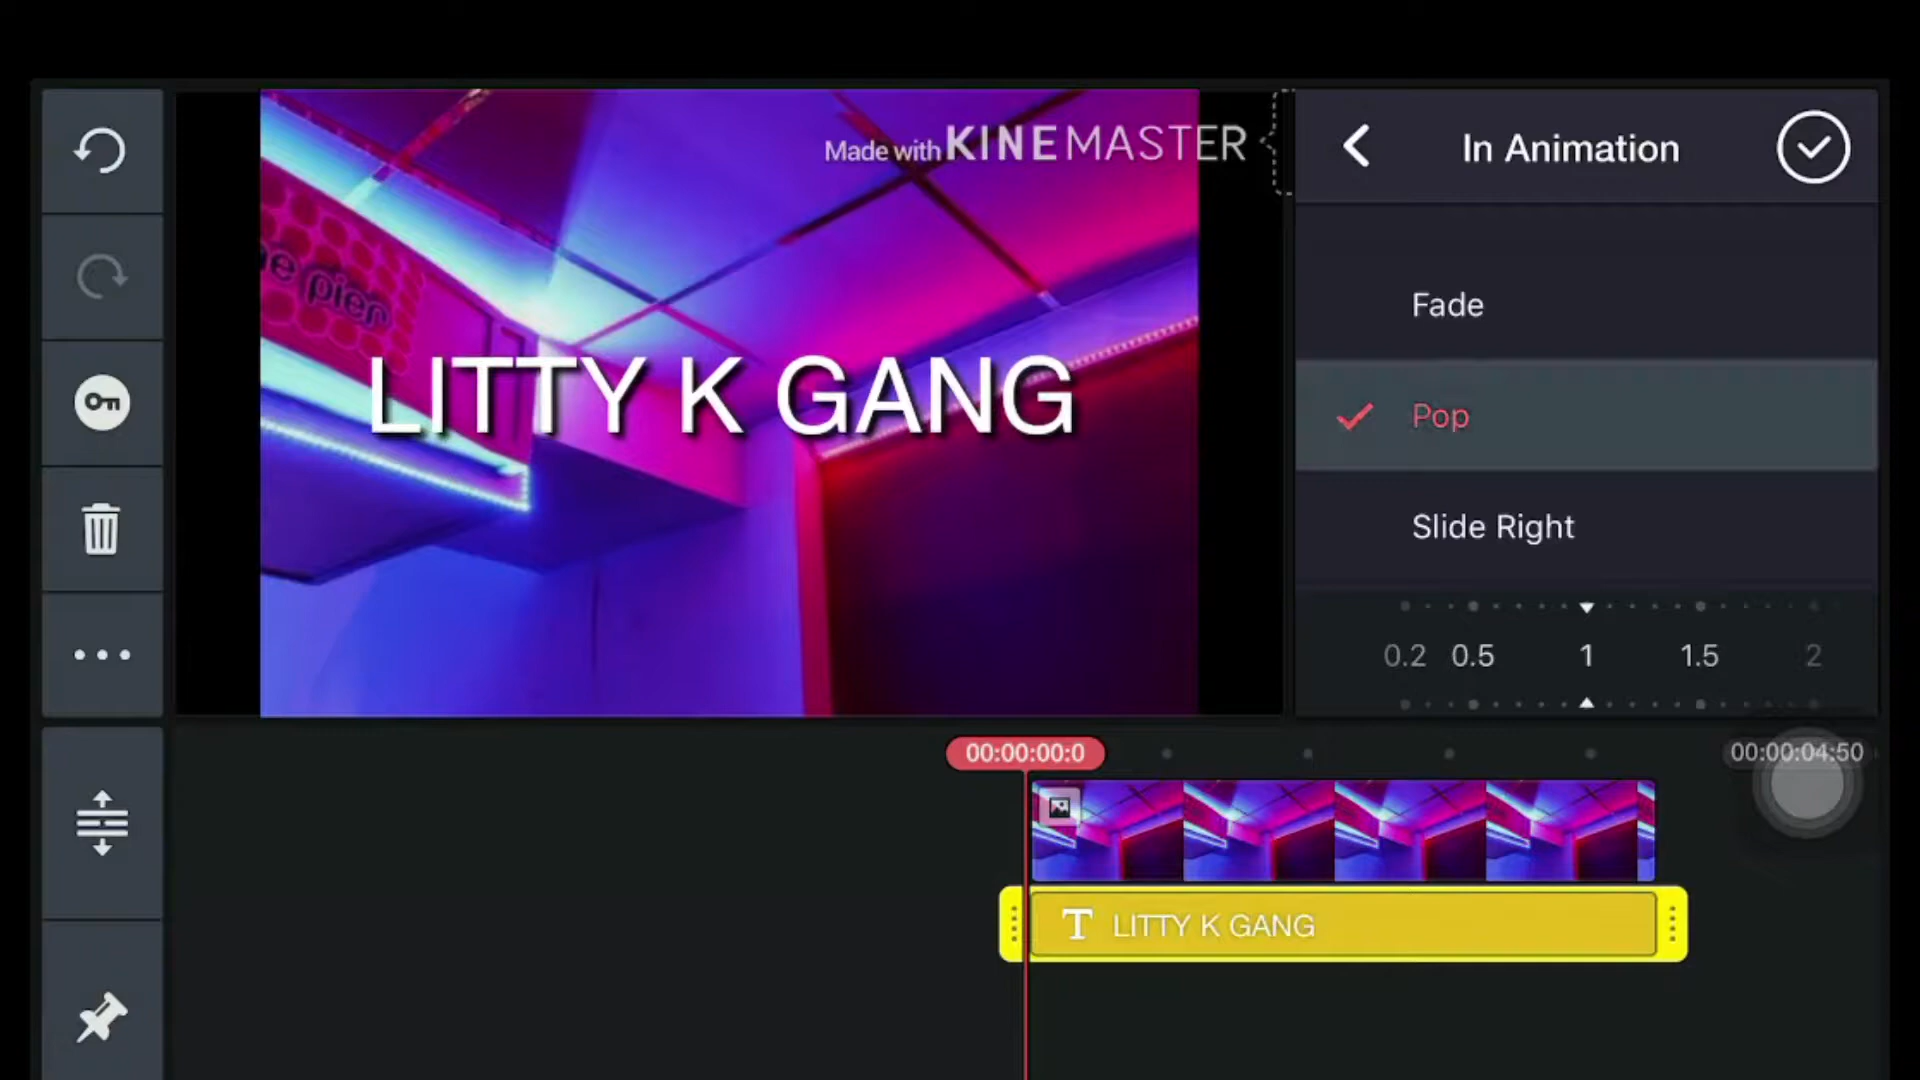 Made with KINEMASTER
In Animation
e pier
Fade
LITTY K GANG
Pop
Slide Right
0.2 0.5 1 1.5 2
00:00:00:0
00:00:04:50
T LITTY K GANG